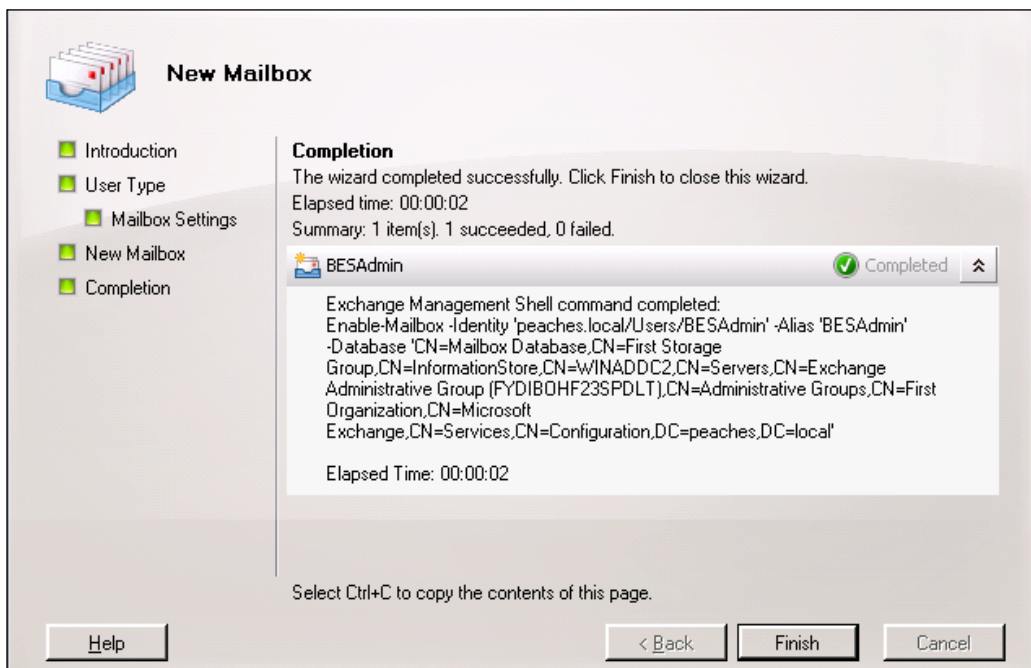 New Mailbox
Introduction
User Type
Mailbox Settings
New Mailbox
Completion
Completion
The wizard completed successfully. Click Finish to close this wizard.
Elapsed time: 00:00:02
Summary: 1 item(s). 1 succeeded, 0 failed.
BESAdmin
Completed
Exchange Management Shell command completed:
Enable-Mailbox -Identity 'peaches.local/Users/BESAdmin' -Alias 'BESAdmin'
-Database 'CN=Mailbox Database,CN=First Storage
Group,CN=InformationStore,CN=WINADDC2,CN=Servers,CN=Exchange
Administrative Group (FYDIBOHF23SPDLT),CN=Administrative Groups,CN=First
Organization,CN=Microsoft
Exchange,CN=Services,CN=Configuration,DC=peaches,DC=local'
Elapsed Time: 00:00:02
Select Ctrl+C to copy the contents of this page.
Help
< Back
Finish
Cancel